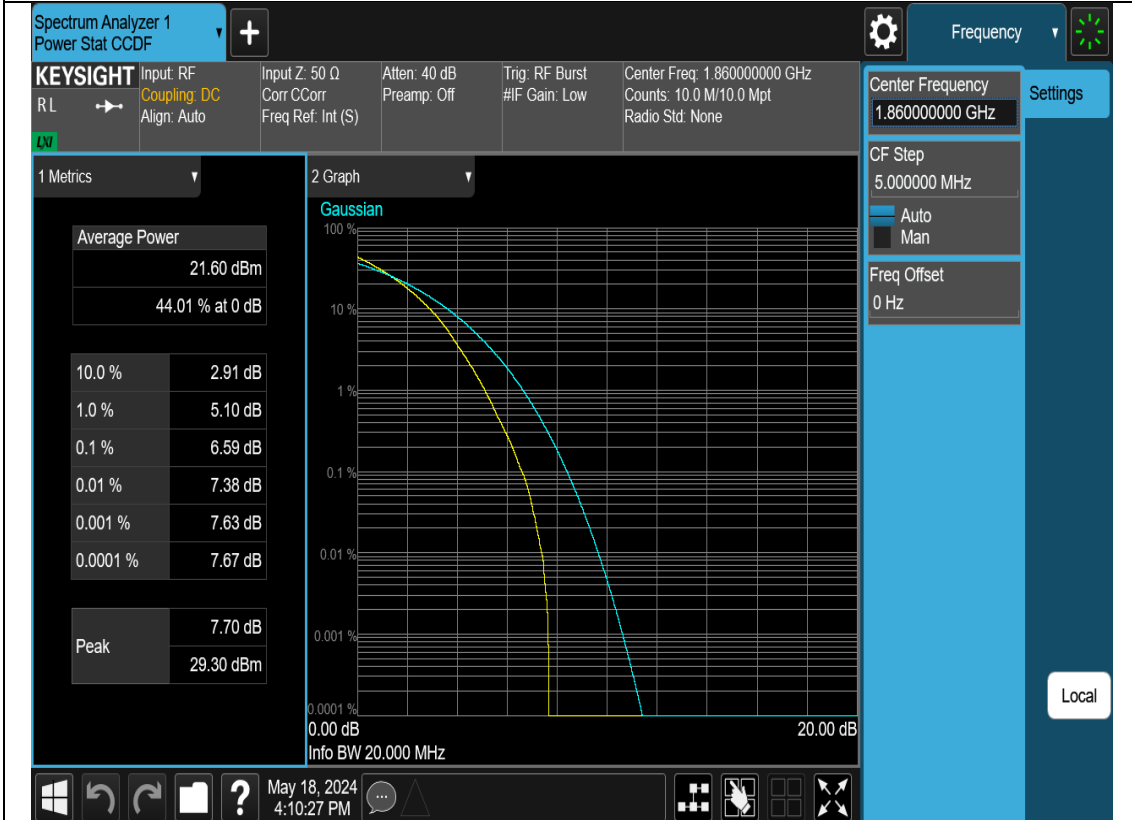 Spectrum Analyzer 1
Power Stat CCDF
+
Frequency
KEYSIGHT
RL
LXI
Input: RF
Coupling: DC
Align: Auto
Input Z: 50 Ω
Corr CCorr
Freq Ref: Int (S)
Atten: 40 dB
Preamp: Off
Trig: RF Burst
#IF Gain: Low
Center Freq: 1.860000000 GHz
Counts: 10.0 M/10.0 Mpt
Radio Std: None
Center Frequency
1.860000000 GHz
Settings
CF Step
5.000000 MHz
Auto
Man
Freq Offset
0 Hz
Local
1 Metrics
Average Power
21.60 dBm
44.01 % at 0 dB
10.0 % 2.91 dB
1.0 % 5.10 dB
0.1 % 6.59 dB
0.01 % 7.38 dB
0.001 % 7.63 dB
0.0001 % 7.67 dB
Peak
7.70 dB
29.30 dBm
2 Graph
Gaussian
100 %
10 %
1 %
0.1 %
0.01 %
0.001 %
0.0001 %
0.00 dB 20.00 dB
Info BW 20.000 MHz
?
May 18, 2024
4:10:27 PM